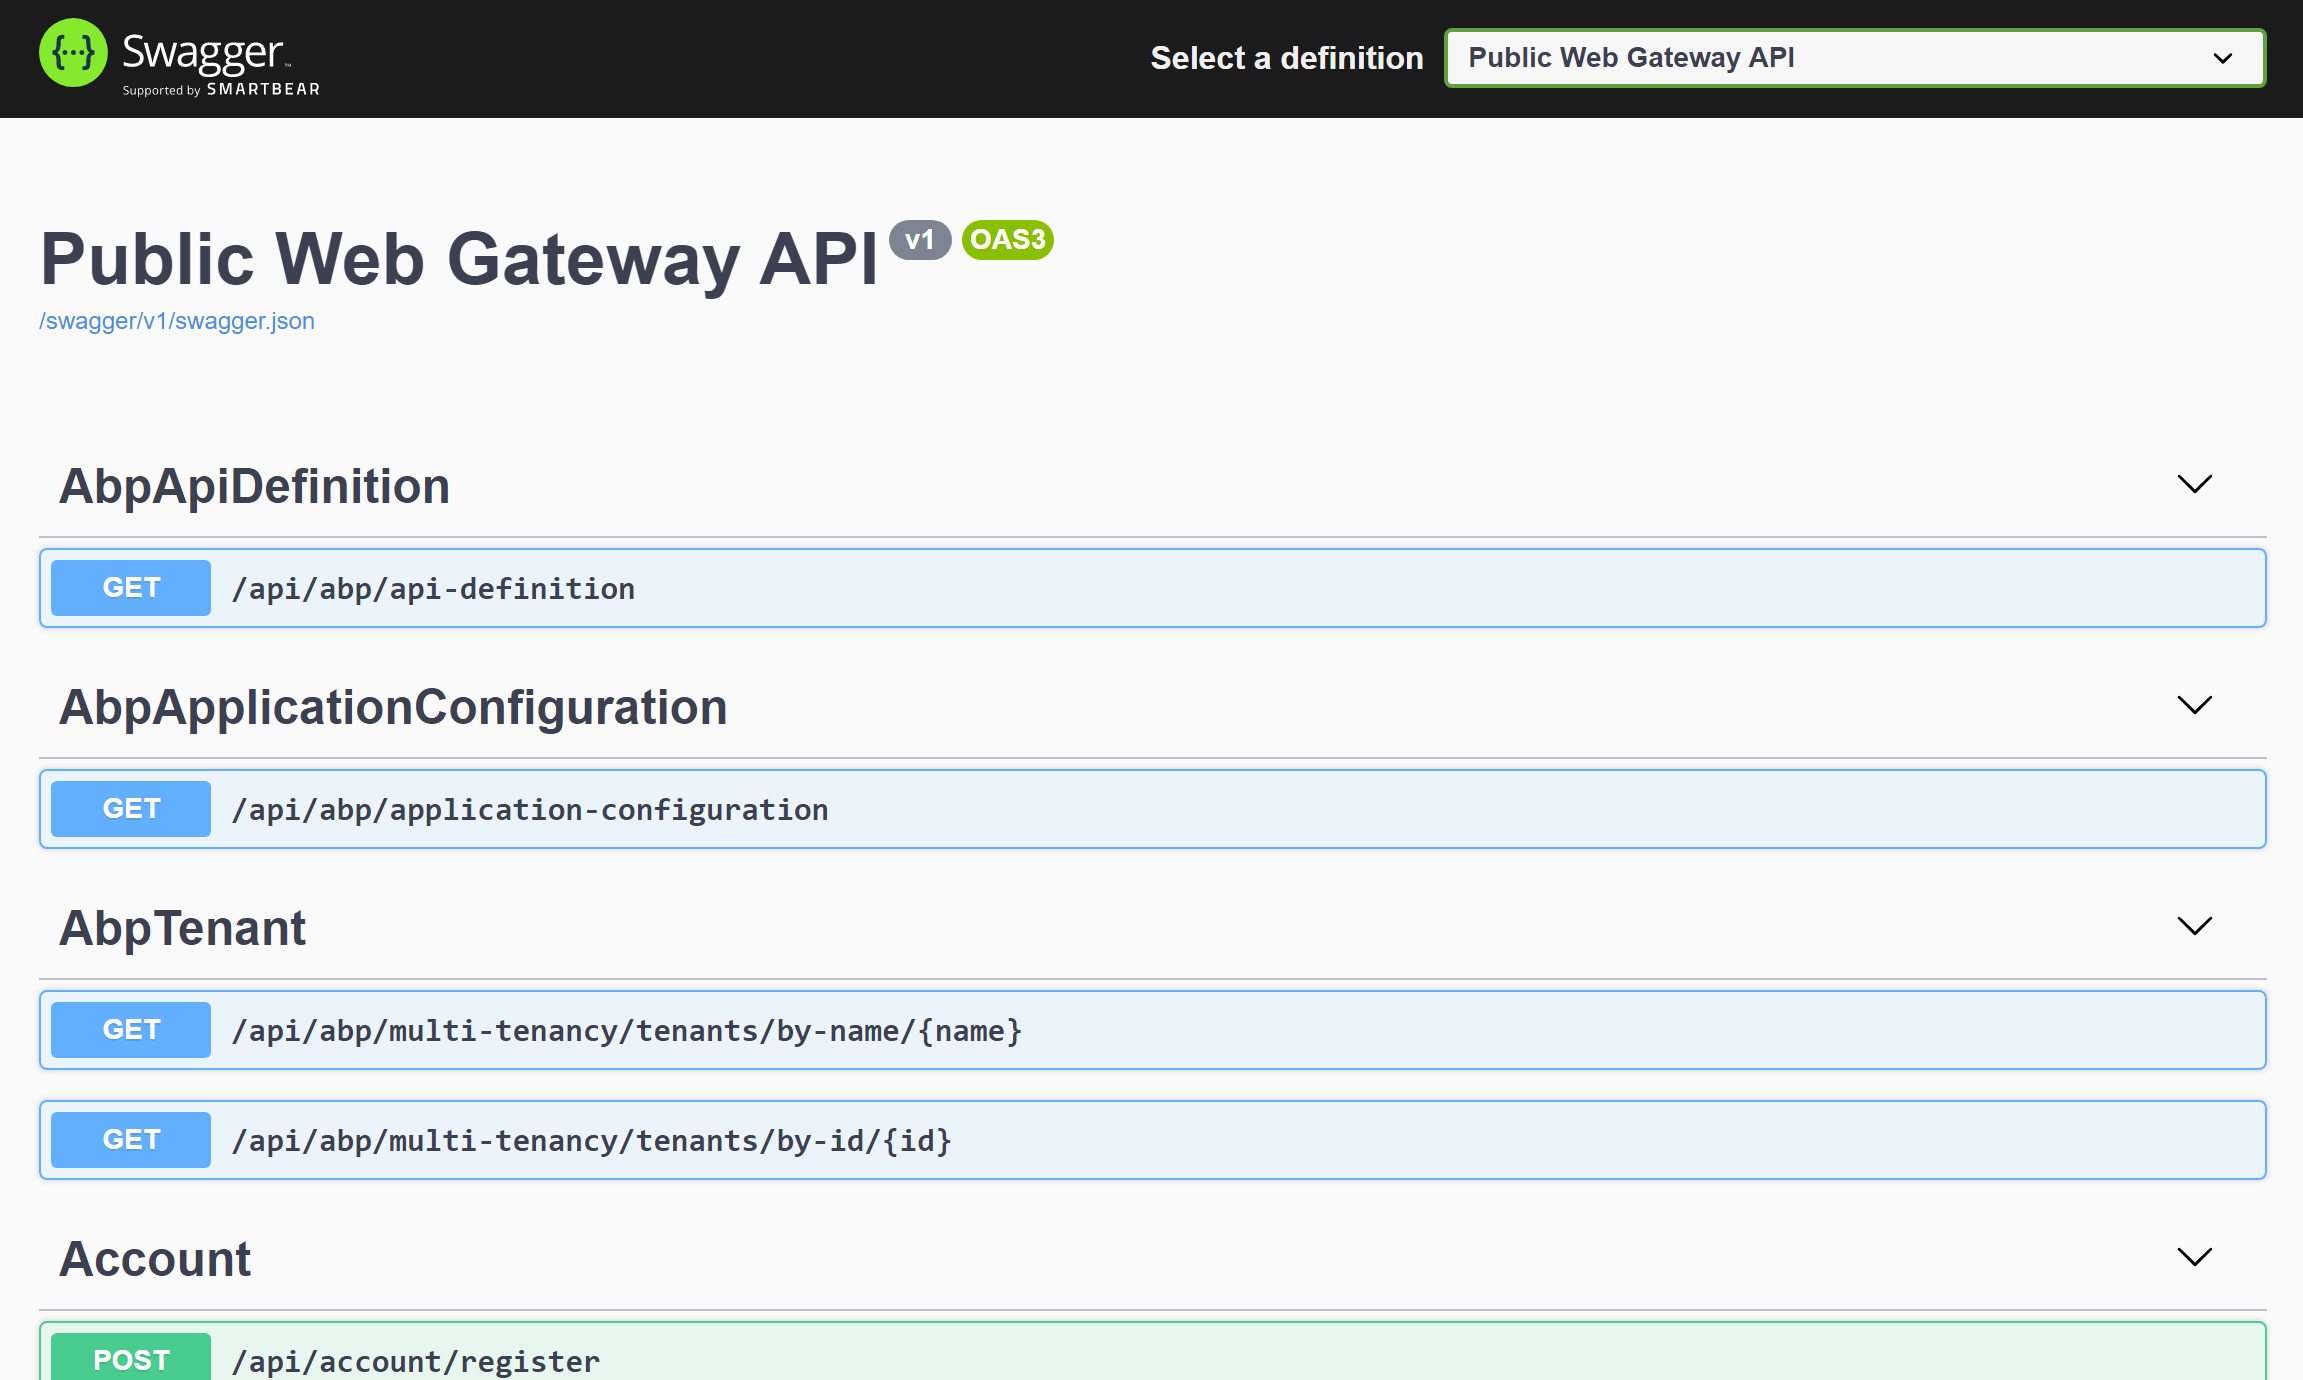 {···} Swagger™
Supported by SMARTBEAR
Select a definition
Public Web Gateway API
Public Web Gateway API v1 OAS3
/swagger/v1/swagger.json
AbpApiDefinition
GET /api/abp/api-definition
AbpApplicationConfiguration
GET /api/abp/application-configuration
AbpTenant
GET /api/abp/multi-tenancy/tenants/by-name/{name}
GET /api/abp/multi-tenancy/tenants/by-id/{id}
Account
POST /api/account/register